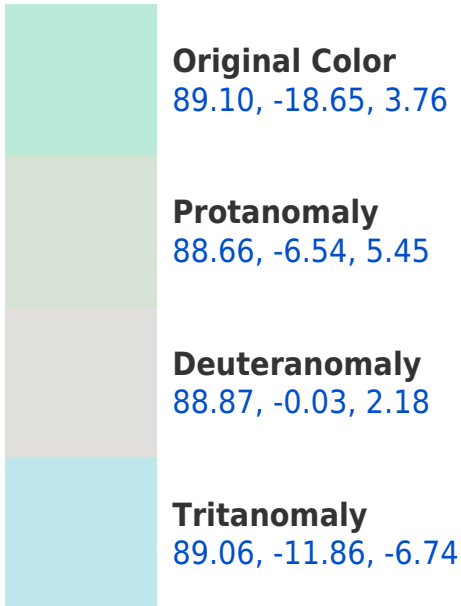 Original Color
89.10, -18.65, 3.76
Protanomaly
88.66, -6.54, 5.45
Deuteranomaly
88.87, -0.03, 2.18
Tritanomaly
89.06, -11.86, -6.74